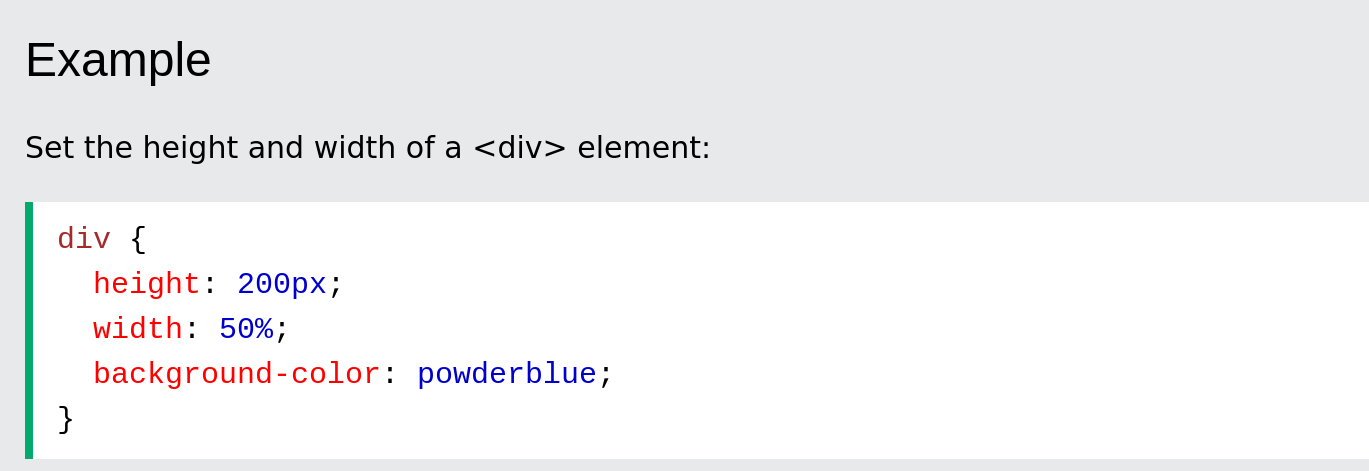 Example
Set the height and width of a <div> element:
div {
  height: 200px;
  width: 50%;
  background-color: powderblue;
}